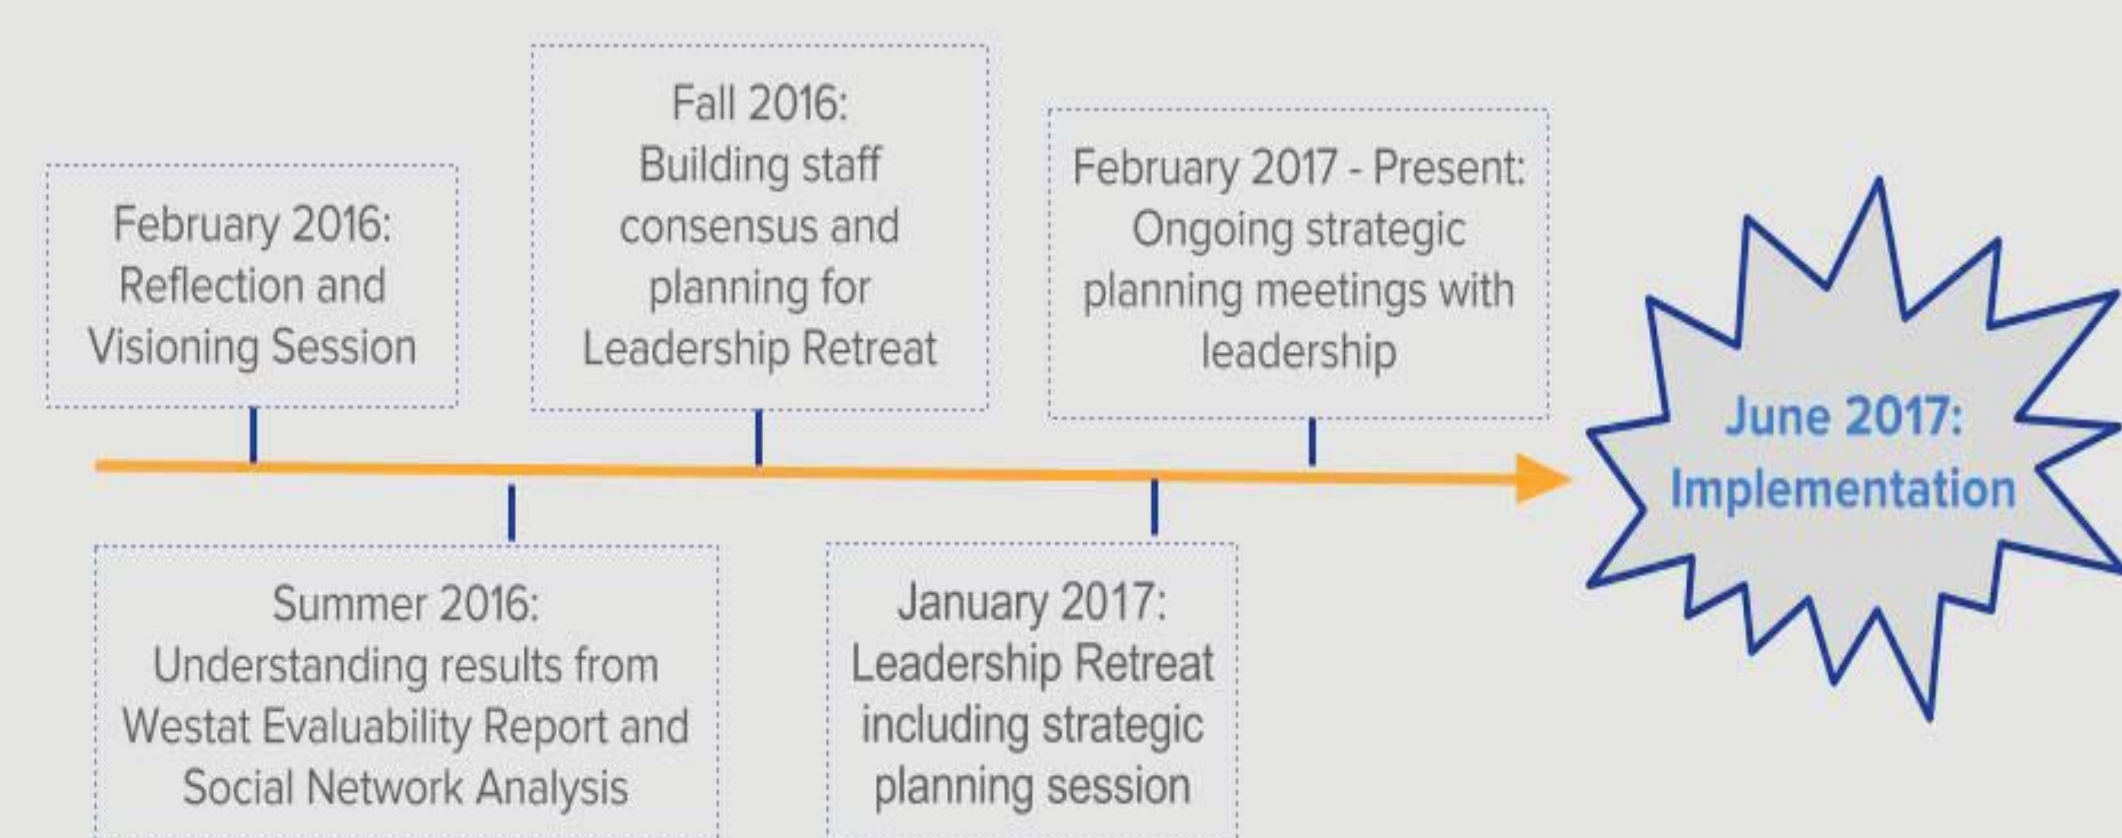 February 2016:
Reflection and
Visioning Session
Summer 2016:
Understanding results from
Westat Evaluability Report and
Social Network Analysis
Fall 2016:
Building staff
consensus and
planning for
Leadership Retreat
January 2017:
Leadership Retreat
including strategic
planning session
February 2017 - Present:
Ongoing strategic
planning meetings with
leadership
June 2017:
Implementation